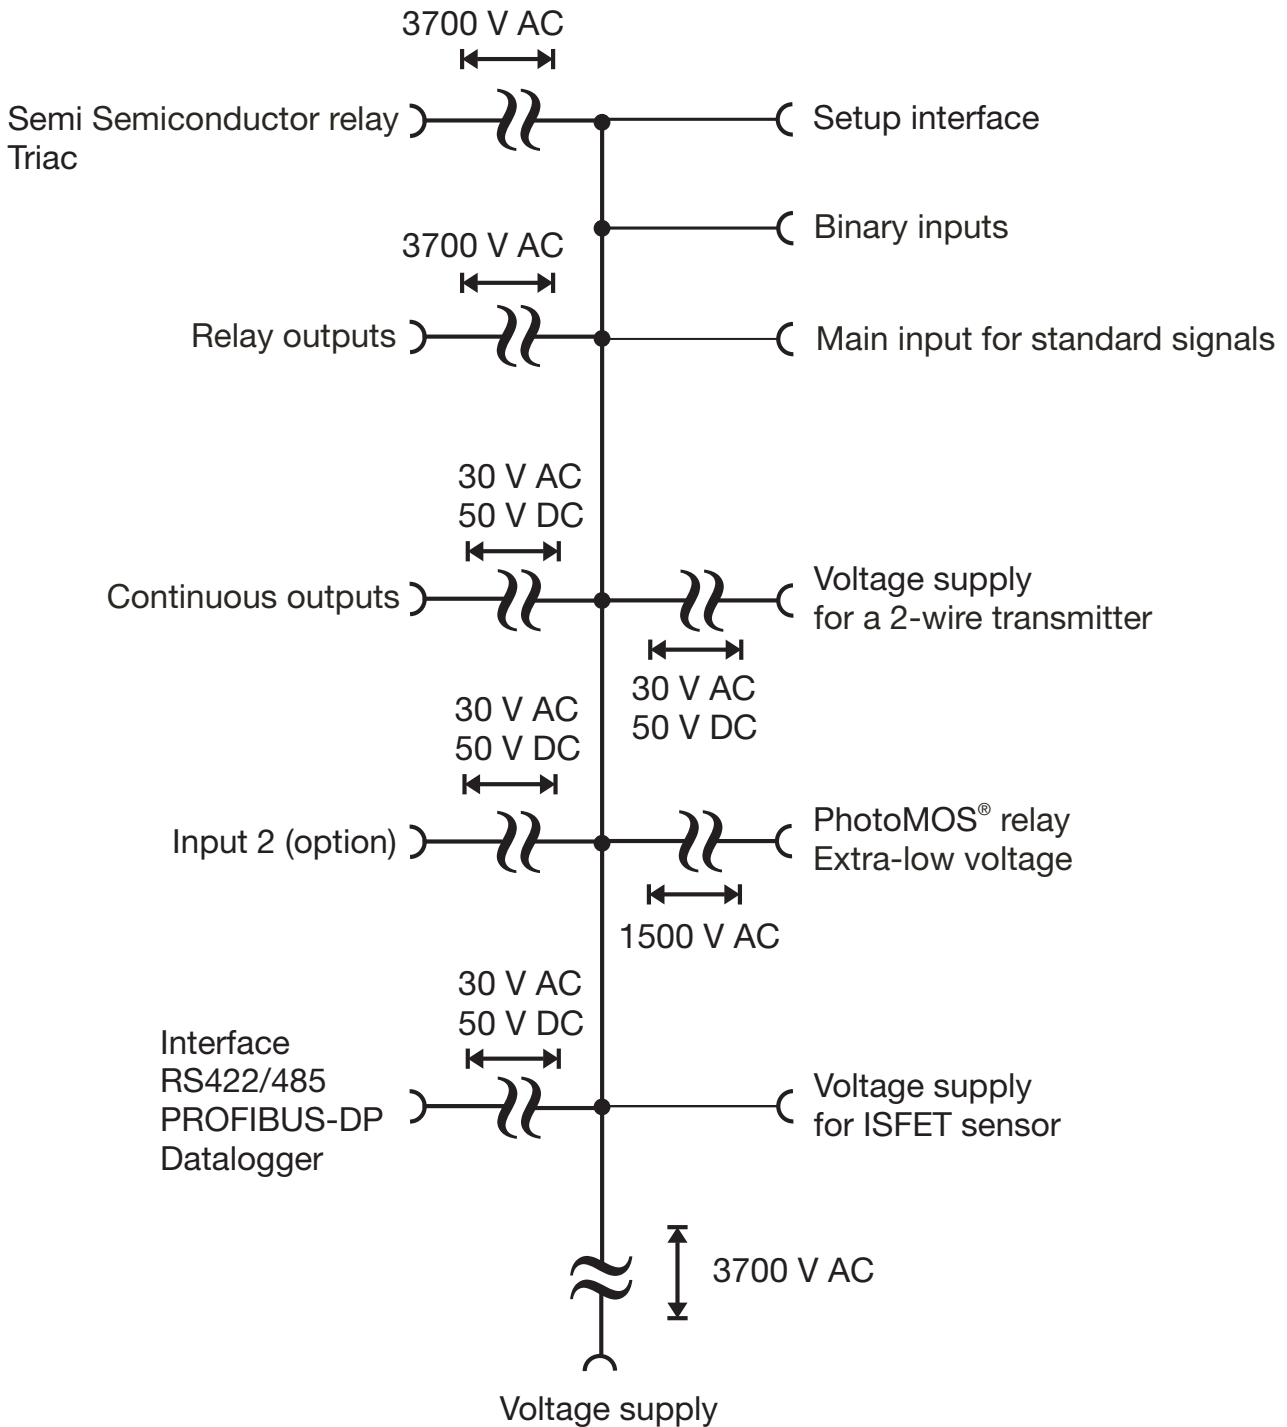 3700 V AC
Semi Semiconductor relay
Triac
Setup interface
Binary inputs
3700 V AC
Relay outputs
Main input for standard signals
30 V AC
50 V DC
Continuous outputs
Voltage supply
for a 2-wire transmitter
30 V AC
50 V DC
30 V AC
50 V DC
Input 2 (option)
PhotoMOS® relay
Extra-low voltage
1500 V AC
30 V AC
50 V DC
Interface
RS422/485
PROFIBUS-DP
Datalogger
Voltage supply
for ISFET sensor
3700 V AC
Voltage supply